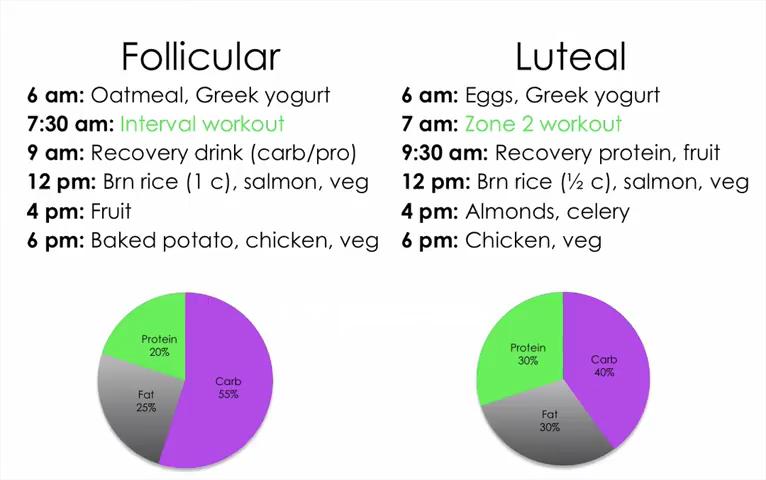 Follicular
6 am: Oatmeal, Greek yogurt
7:30 am: Interval workout
9 am: Recovery drink (carb/pro)
12 pm: Brn rice (1 c), salmon, veg
4 pm: Fruit
6 pm: Baked potato, chicken, veg
Luteal
6 am: Eggs, Greek yogurt
7 am: Zone 2 workout
9:30 am: Recovery protein, fruit
12 pm: Brn rice (½ c), salmon, veg
4 pm: Almonds, celery
6 pm: Chicken, veg
Protein
20%
Carb
55%
Fat
25%
Protein
30%
Carb
40%
Fat
30%